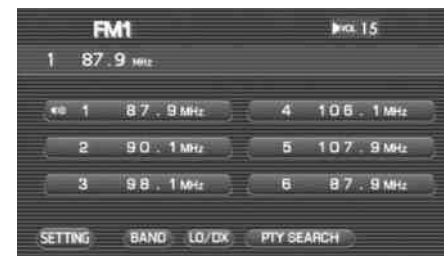 FM1 VOL 15
1 87.9 MHz
1 87.9 MHz 4 106.1 MHz
2 90.1 MHz 5 107.9 MHz
3 98.1 MHz 6 87.9 MHz
SETTING BAND LO/DX PTY SEARCH